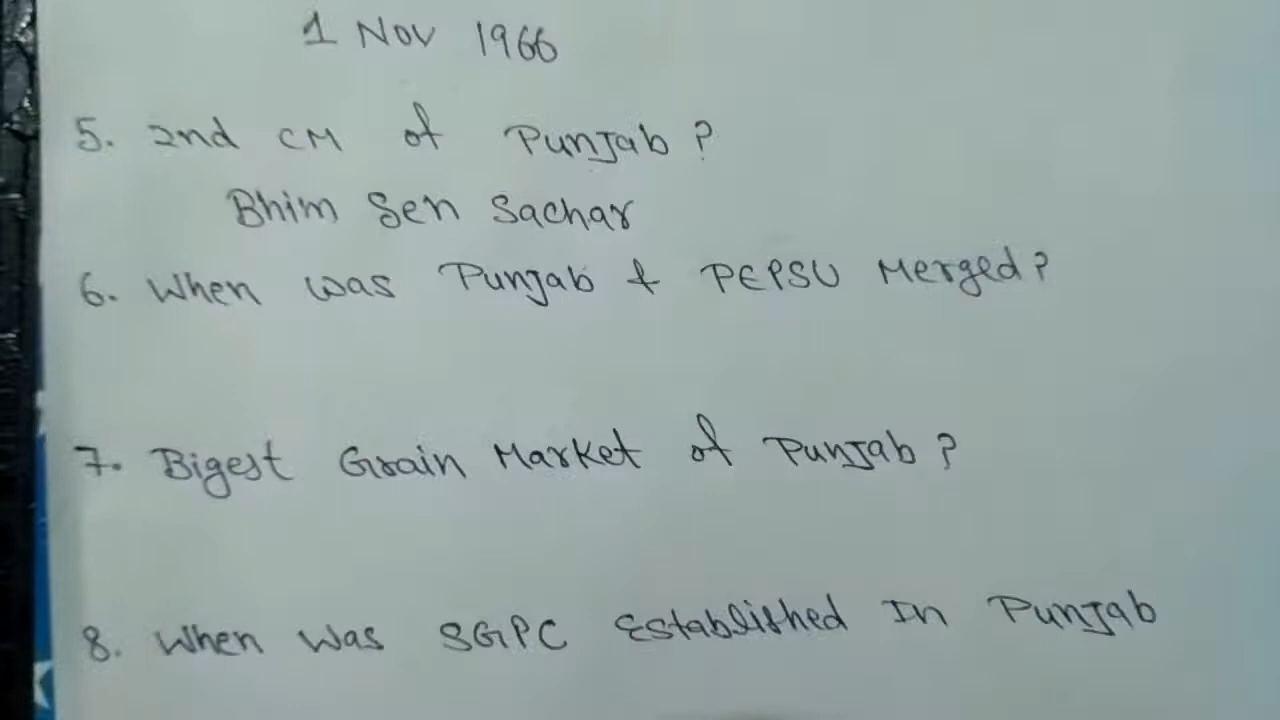 1 Nov 1966
5. 2nd CM of Punjab?
Bhim Sen Sachar
6. When was Punjab & PEPSU Merged?
7. Bigest Grain Market of Punjab?
8. When Was SGPC Established In Punjab